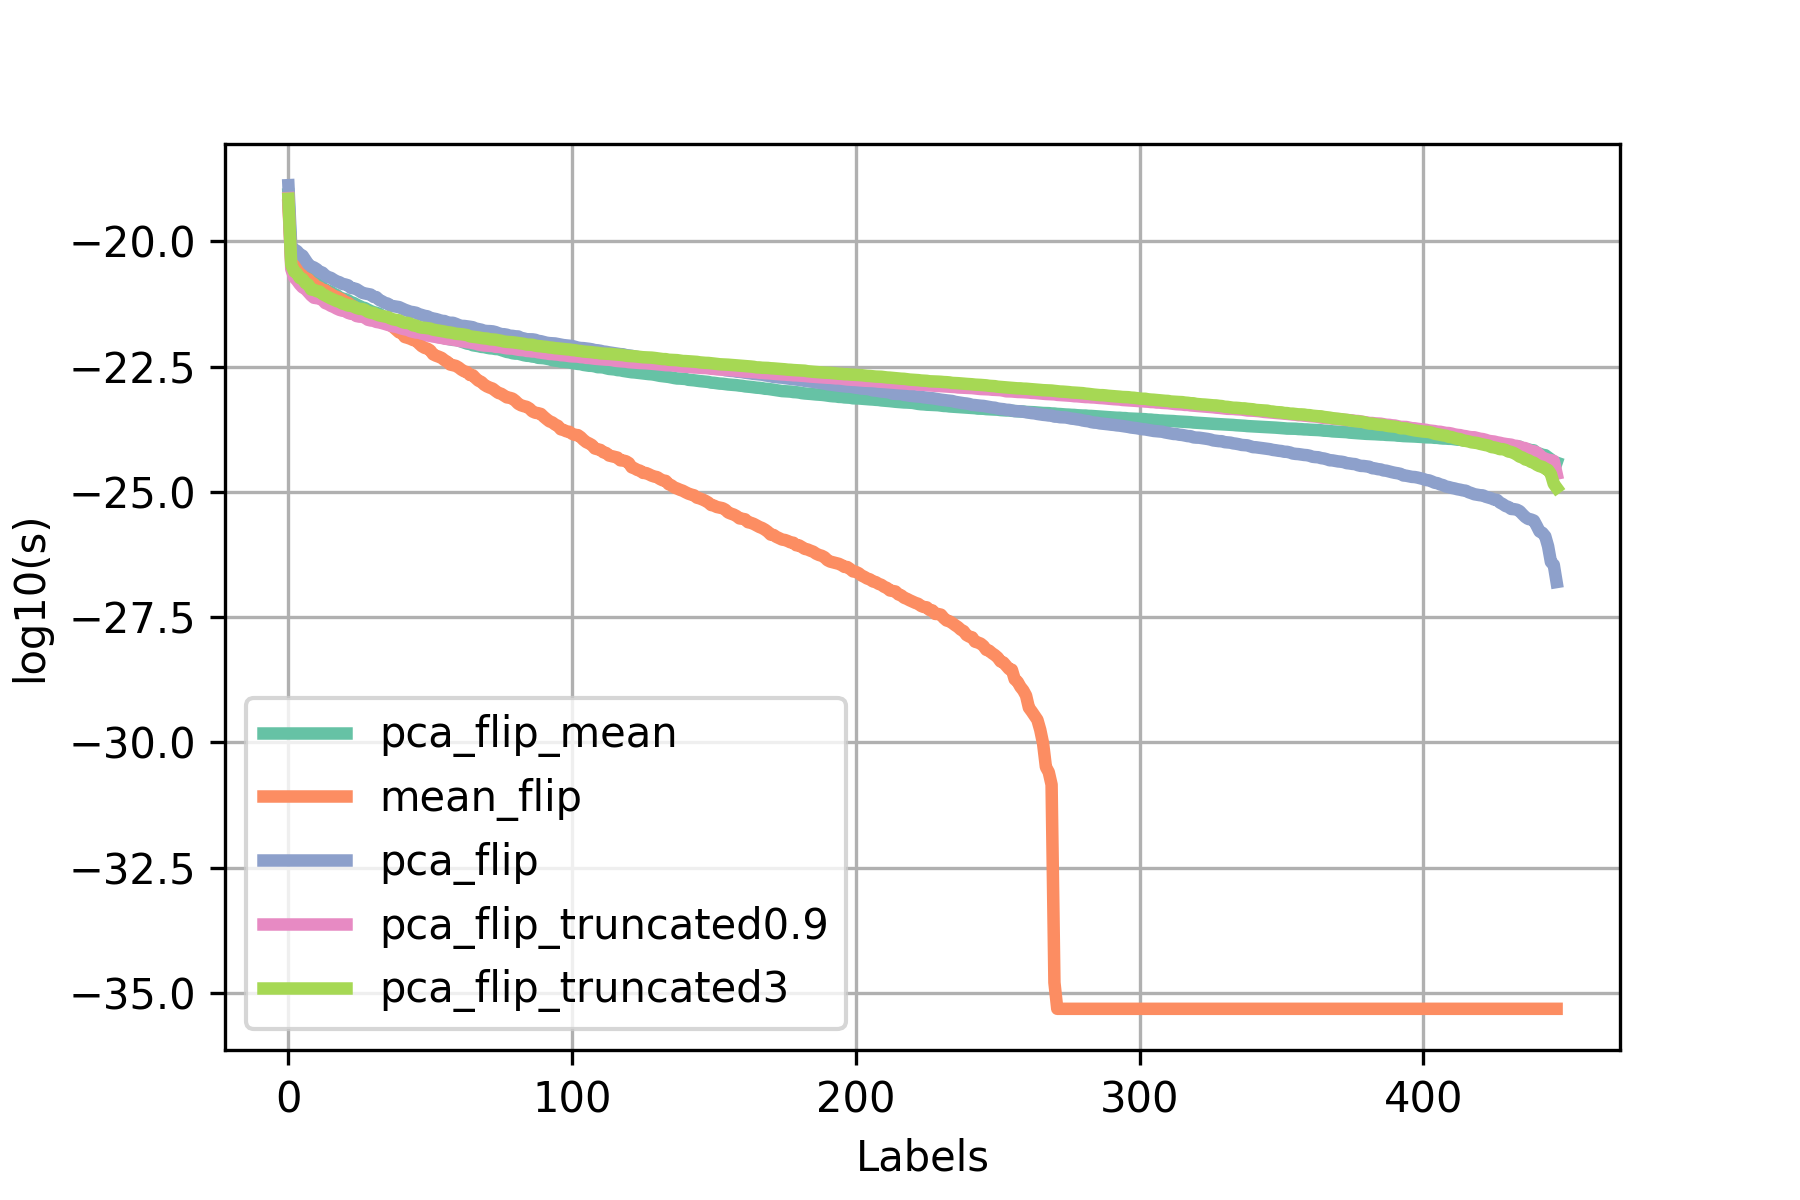 −20.0
−22.5
−25.0
−27.5
−30.0
−32.5
−35.0
log10(s)
pca_flip_mean
mean_flip
pca_flip
pca_flip_truncated0.9
pca_flip_truncated3
0 100 200 300 400
Labels